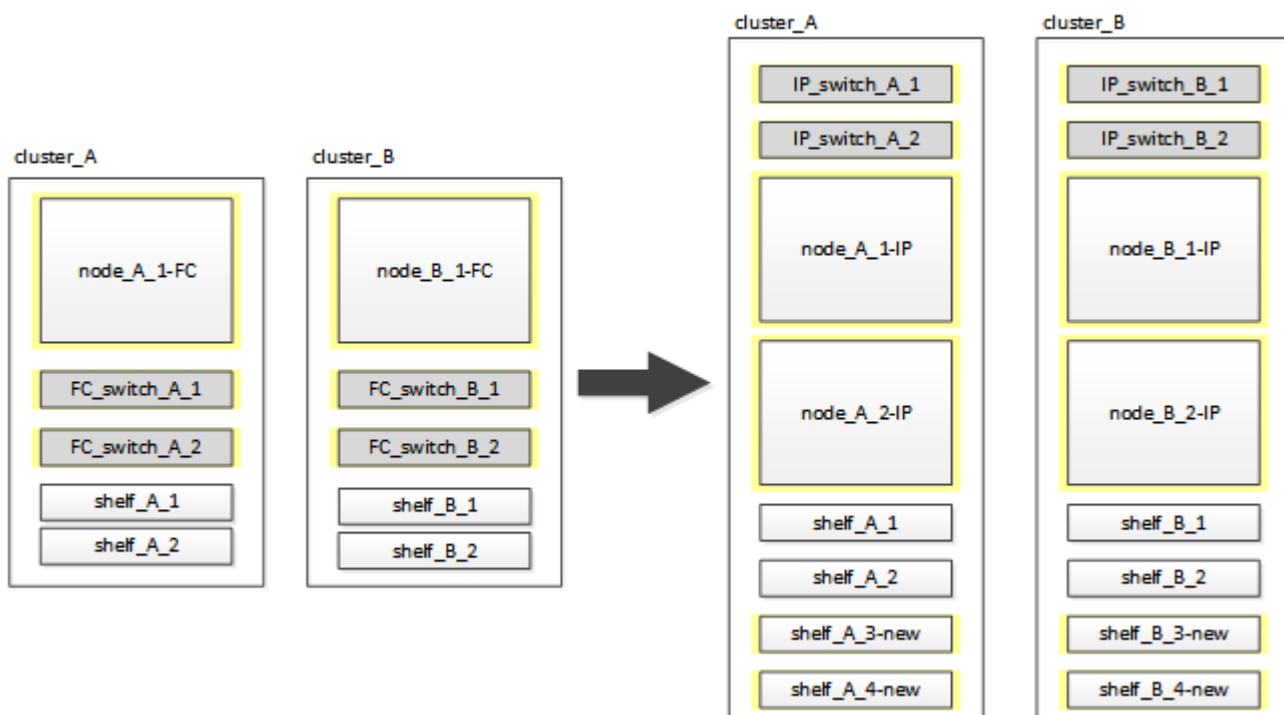 cluster_A
node_A_1-FC
FC_switch_A_1
FC_switch_A_2
shelf_A_1
shelf_A_2
cluster_B
node_B_1-FC
FC_switch_B_1
FC_switch_B_2
shelf_B_1
shelf_B_2
cluster_A
IP_switch_A_1
IP_switch_A_2
node_A_1-IP
node_A_2-IP
shelf_A_1
shelf_A_2
shelf_A_3-new
shelf_A_4-new
cluster_B
IP_switch_B_1
IP_switch_B_2
node_B_1-IP
node_B_2-IP
shelf_B_1
shelf_B_2
shelf_B_3-new
shelf_B_4-new